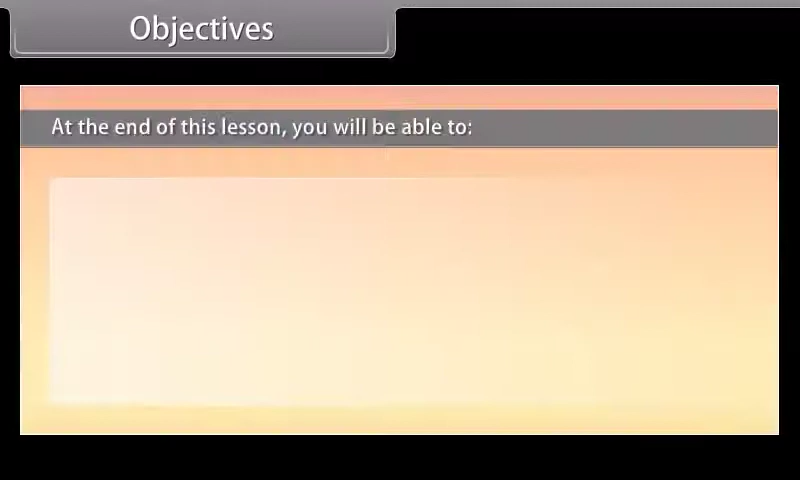 Objectives
At the end of this lesson, you will be able to: